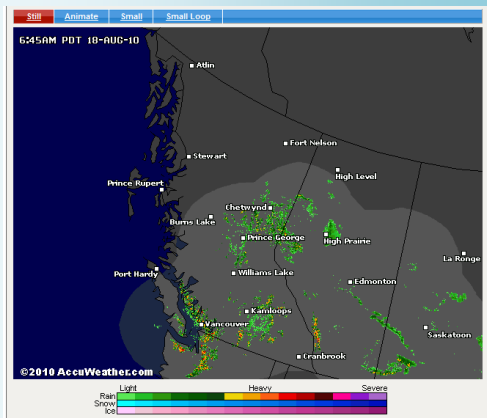 Still Animate Small Small Loop
6:45AM PDT 18-AUG-10
Atlin
Fort Nelson
Stewart
High Level
Prince Rupert
Chetwynd
Burns Lake
Prince George
High Prairie
La Ronge
Port Hardy
Williams Lake
Edmonton
Kamloops
Vancouver
Saskatoon
Cranbrook
©2010 AccuWeather.com
Light Heavy Severe
Rain
Snow
Ice